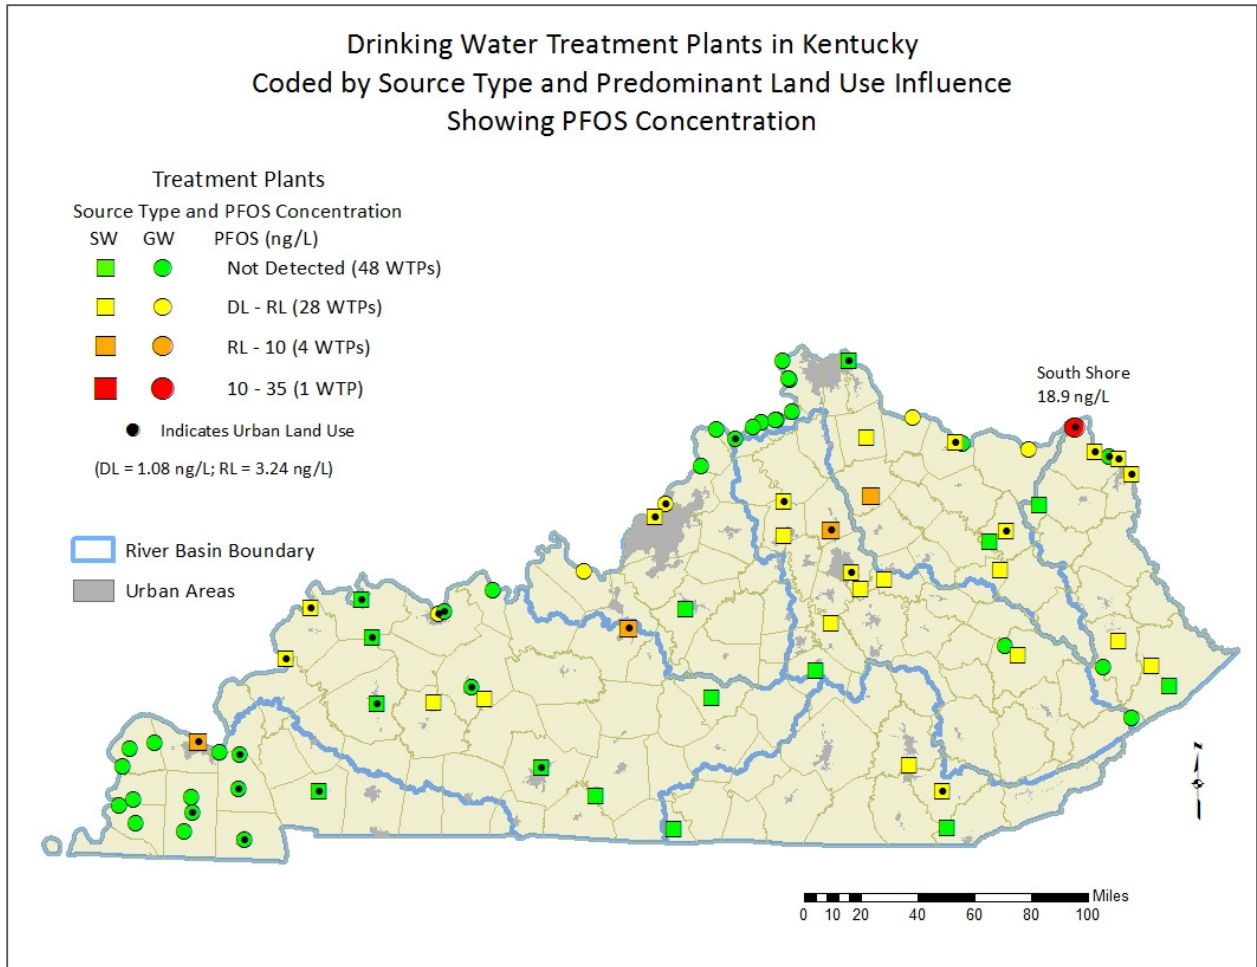 Drinking Water Treatment Plants in Kentucky
Coded by Source Type and Predominant Land Use Influence
Showing PFOS Concentration
Treatment Plants
Source Type and PFOS Concentration
SW GW PFOS (ng/L)
Not Detected (48 WTPs)
DL - RL (28 WTPs)
RL - 10 (4 WTPs)
10 - 35 (1 WTP)
Indicates Urban Land Use
(DL = 1.08 ng/L; RL = 3.24 ng/L)
River Basin Boundary
Urban Areas
South Shore
18.9 ng/L
N
Miles
0 10 20 40 60 80 100